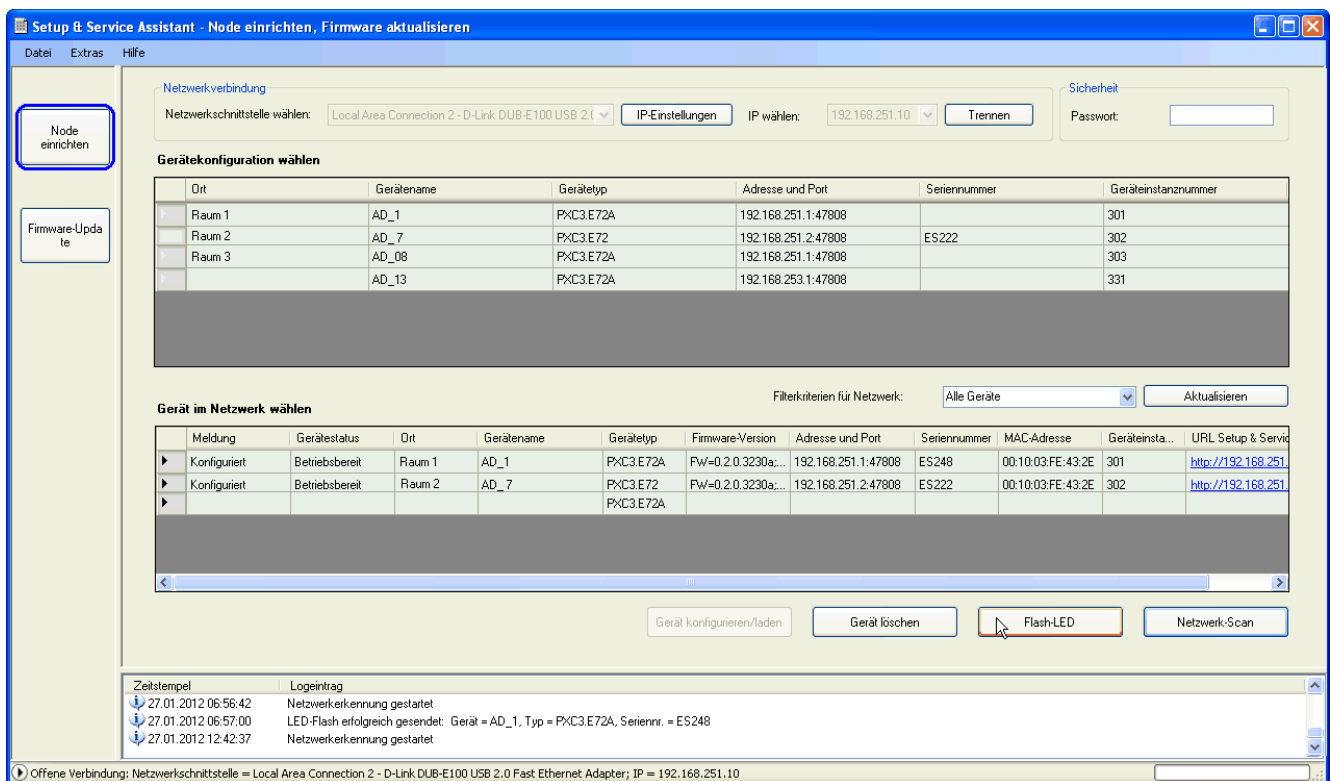 Setup & Service Assistant - Node einrichten, Firmware aktualisieren
Datei Extras Hilfe
Node einrichten
Firmware-Upda
te
Netzwerkverbindung
Netzwerkschnittstelle wählen: Local Area Connection 2 - D-Link DUB-E100 USB 2.( IP-Einstellungen IP wählen: 192.168.251.10 Trennen
Sicherheit
Passwort:
Gerätekonfiguration wählen
Ort Gerätename Gerätetyp Adresse und Port Seriennummer Geräteinstanznummer
Raum 1 AD_1 PXC3.E72A 192.168.251.1:47808 301
Raum 2 AD_7 PXC3.E72 192.168.251.2:47808 ES222 302
Raum 3 AD_08 PXC3.E72A 192.168.251.1:47808 303
AD_13 PXC3.E72A 192.168.253.1:47808 331
Filterkriterien für Netzwerk: Alle Geräte Aktualisieren
Gerät im Netzwerk wählen
Meldung Gerätestatus Ort Gerätename Gerätetyp Firmware-Version Adresse und Port Seriennummer MAC-Adresse Geräteinsta... URL Setup & Servic
Konfiguriert Betriebsbereit Raum 1 AD_1 PXC3.E72A FW=0.2.0.3230a;... 192.168.251.1:47808 ES248 00:10:03:FE:43:2E 301 http://192.168.251.
Konfiguriert Betriebsbereit Raum 2 AD_7 PXC3.E72 FW=0.2.0.3230a;... 192.168.251.2:47808 ES222 00:10:03:FE:43:2E 302 http://192.168.251.
PXC3.E72A
Gerät konfigurieren/laden Gerät löschen Flash-LED Netzwerk-Scan
Zeitstempel Logeintrag
27.01.2012 06:56:42 Netzwerkerkennung gestartet
27.01.2012 06:57:00 LED-Flash erfolgreich gesendet: Gerät = AD_1, Typ = PXC3.E72A, Seriennr. = ES248
27.01.2012 12:42:37 Netzwerkerkennung gestartet
Offene Verbindung: Netzwerkschnittstelle = Local Area Connection 2 - D-Link DUB-E100 USB 2.0 Fast Ethernet Adapter; IP = 192.168.251.10